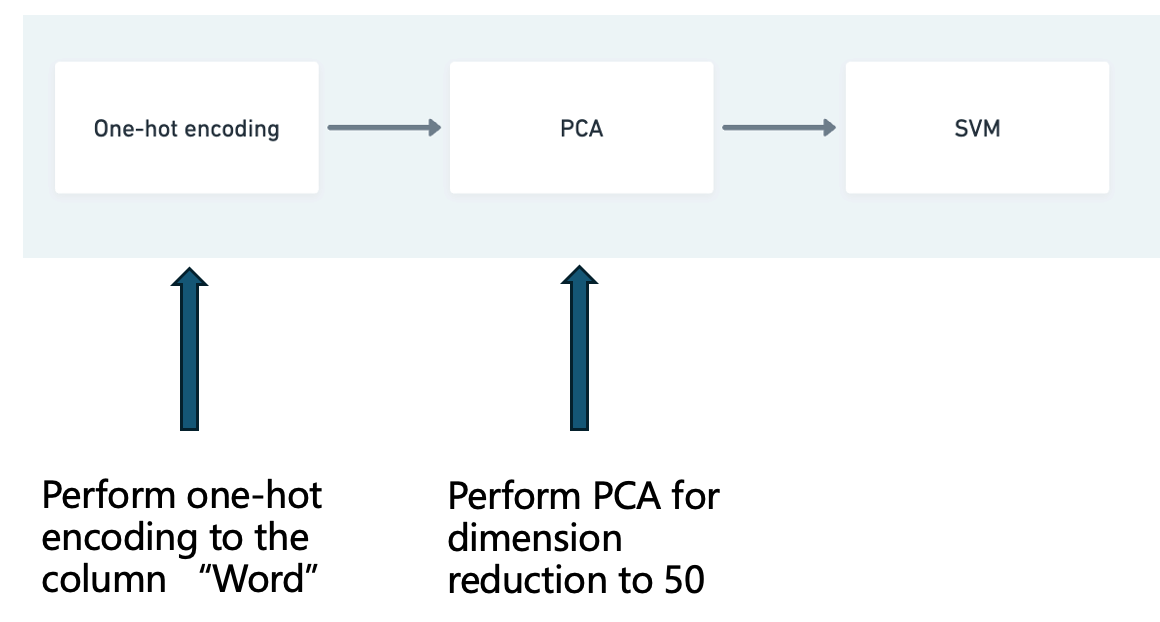 One-hot encoding
PCA
SVM
Perform one-hot
encoding to the
column “Word”
Perform PCA for
dimension
reduction to 50